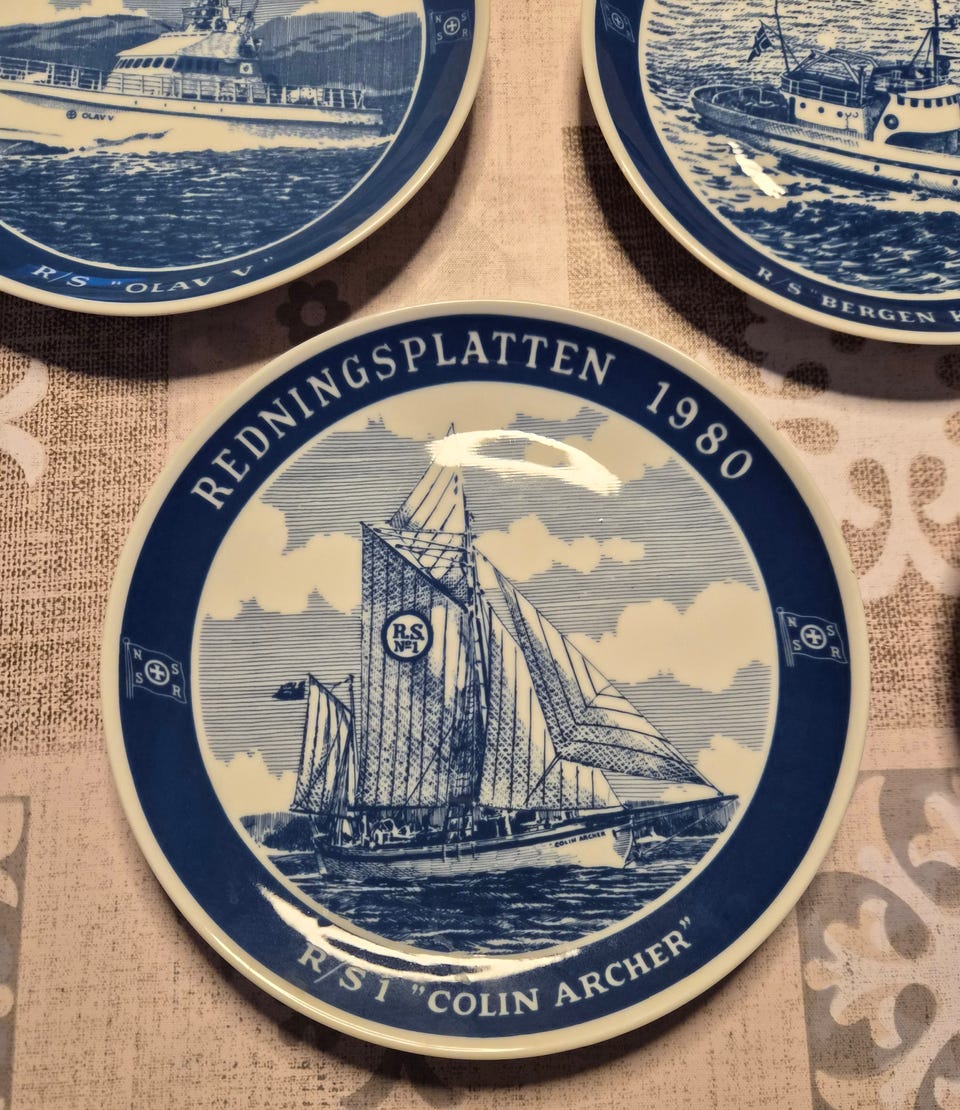 OLAV V
R/S "OLAV V"
N S
S R
N S
S R
R/S "BERGEN K
REDNINGSPLATTEN 1980
R.S.
No1
N S
S R
N S
S R
"COLIN ARCHER
R/S 1 "COLIN ARCHER"